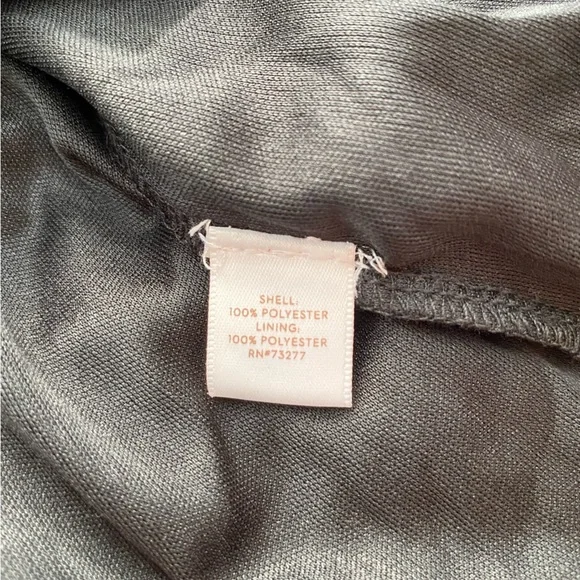 SHELL:
100% POLYESTER
LINING:
100% POLYESTER
RN#73277